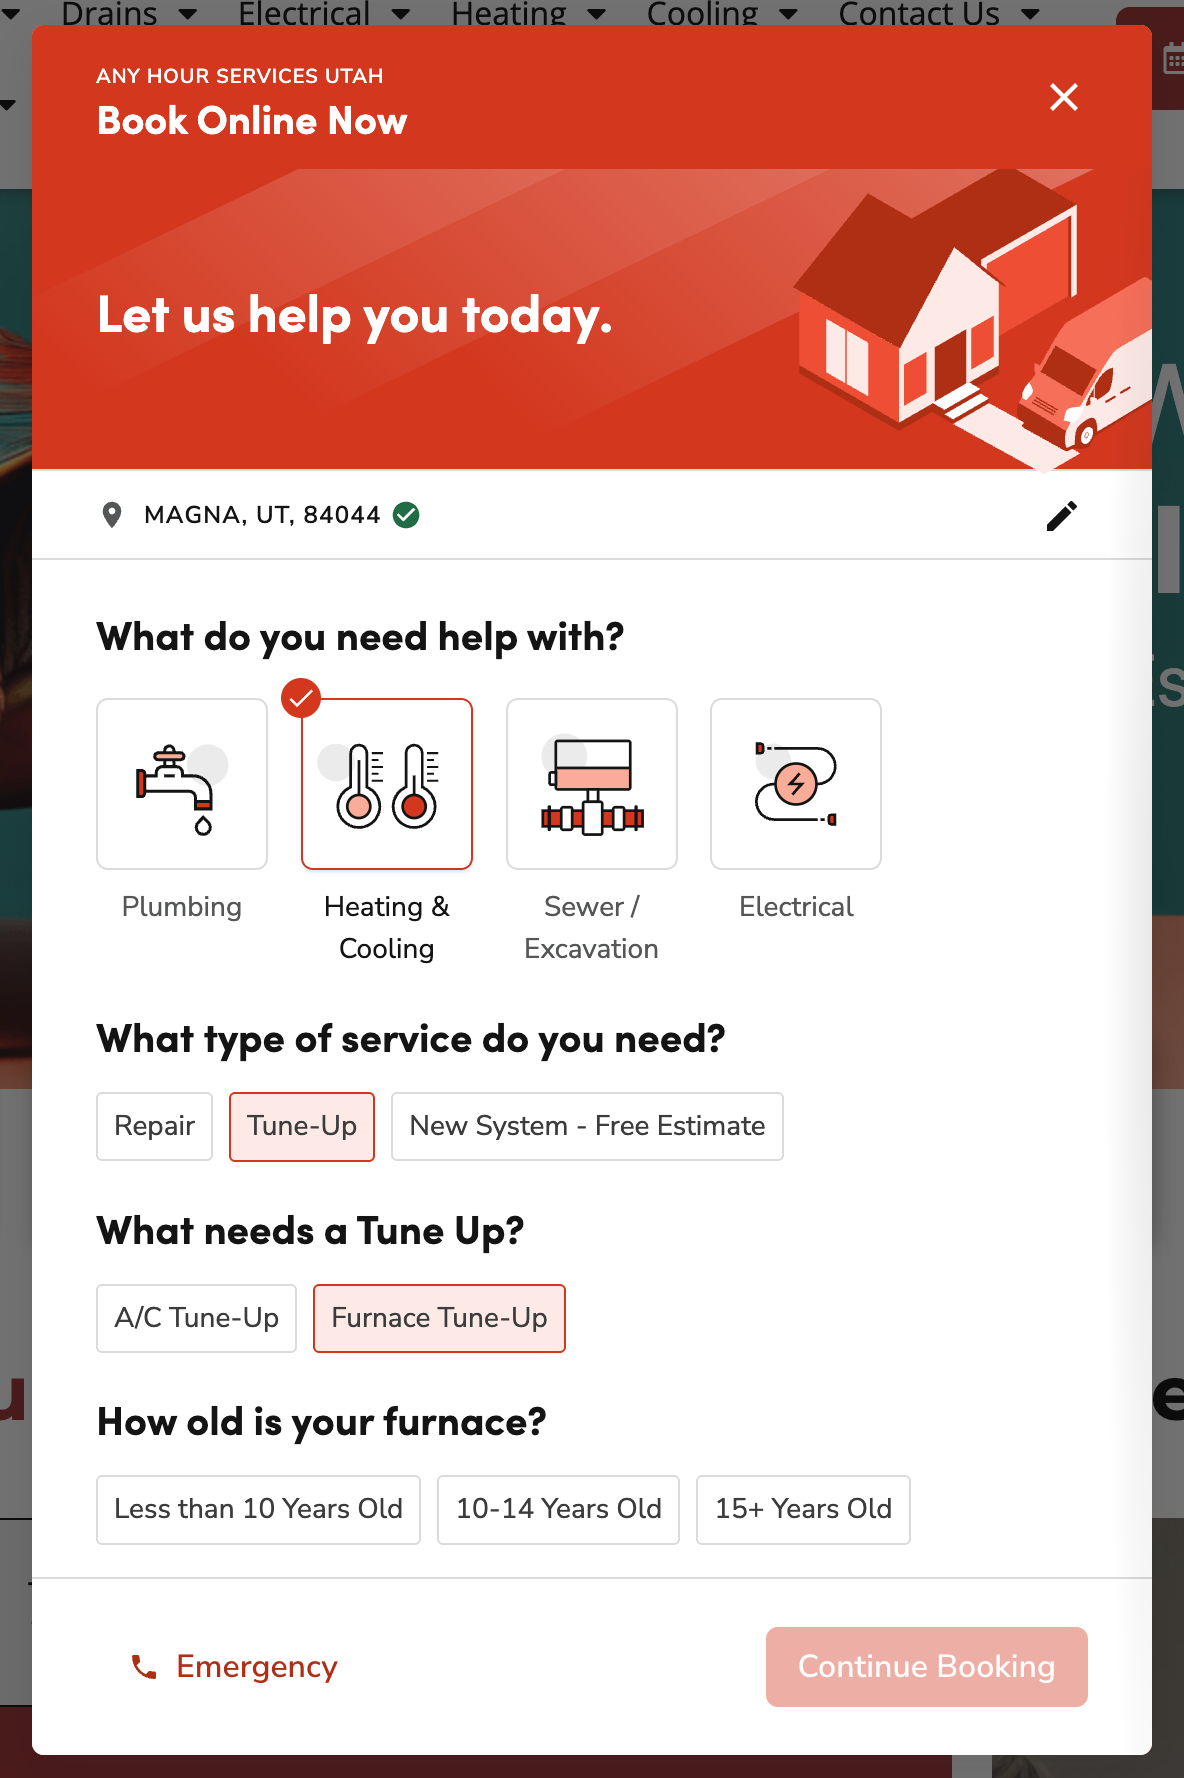 Drains Electrical Heating Cooling Contact Us
ANY HOUR SERVICES UTAH
Book Online Now
Let us help you today.
MAGNA, UT, 84044
What do you need help with?
Plumbing
Heating &
Cooling
Sewer /
Excavation
Electrical
What type of service do you need?
Repair
Tune-Up
New System - Free Estimate
What needs a Tune Up?
A/C Tune-Up
Furnace Tune-Up
How old is your furnace?
Less than 10 Years Old
10-14 Years Old
15+ Years Old
Emergency
Continue Booking